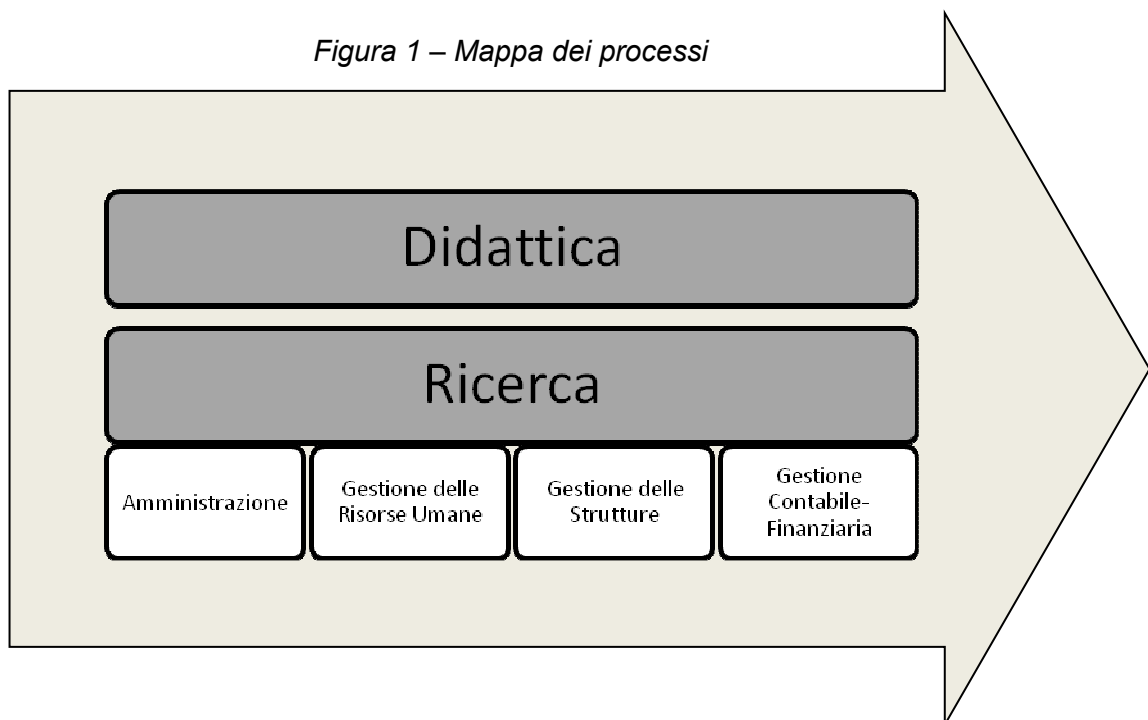 Figura 1 – Mappa dei processi
Didattica
Ricerca
Amministrazione
Gestione delle
Risorse Umane
Gestione delle
Strutture
Gestione
Contabile-
Finanziaria